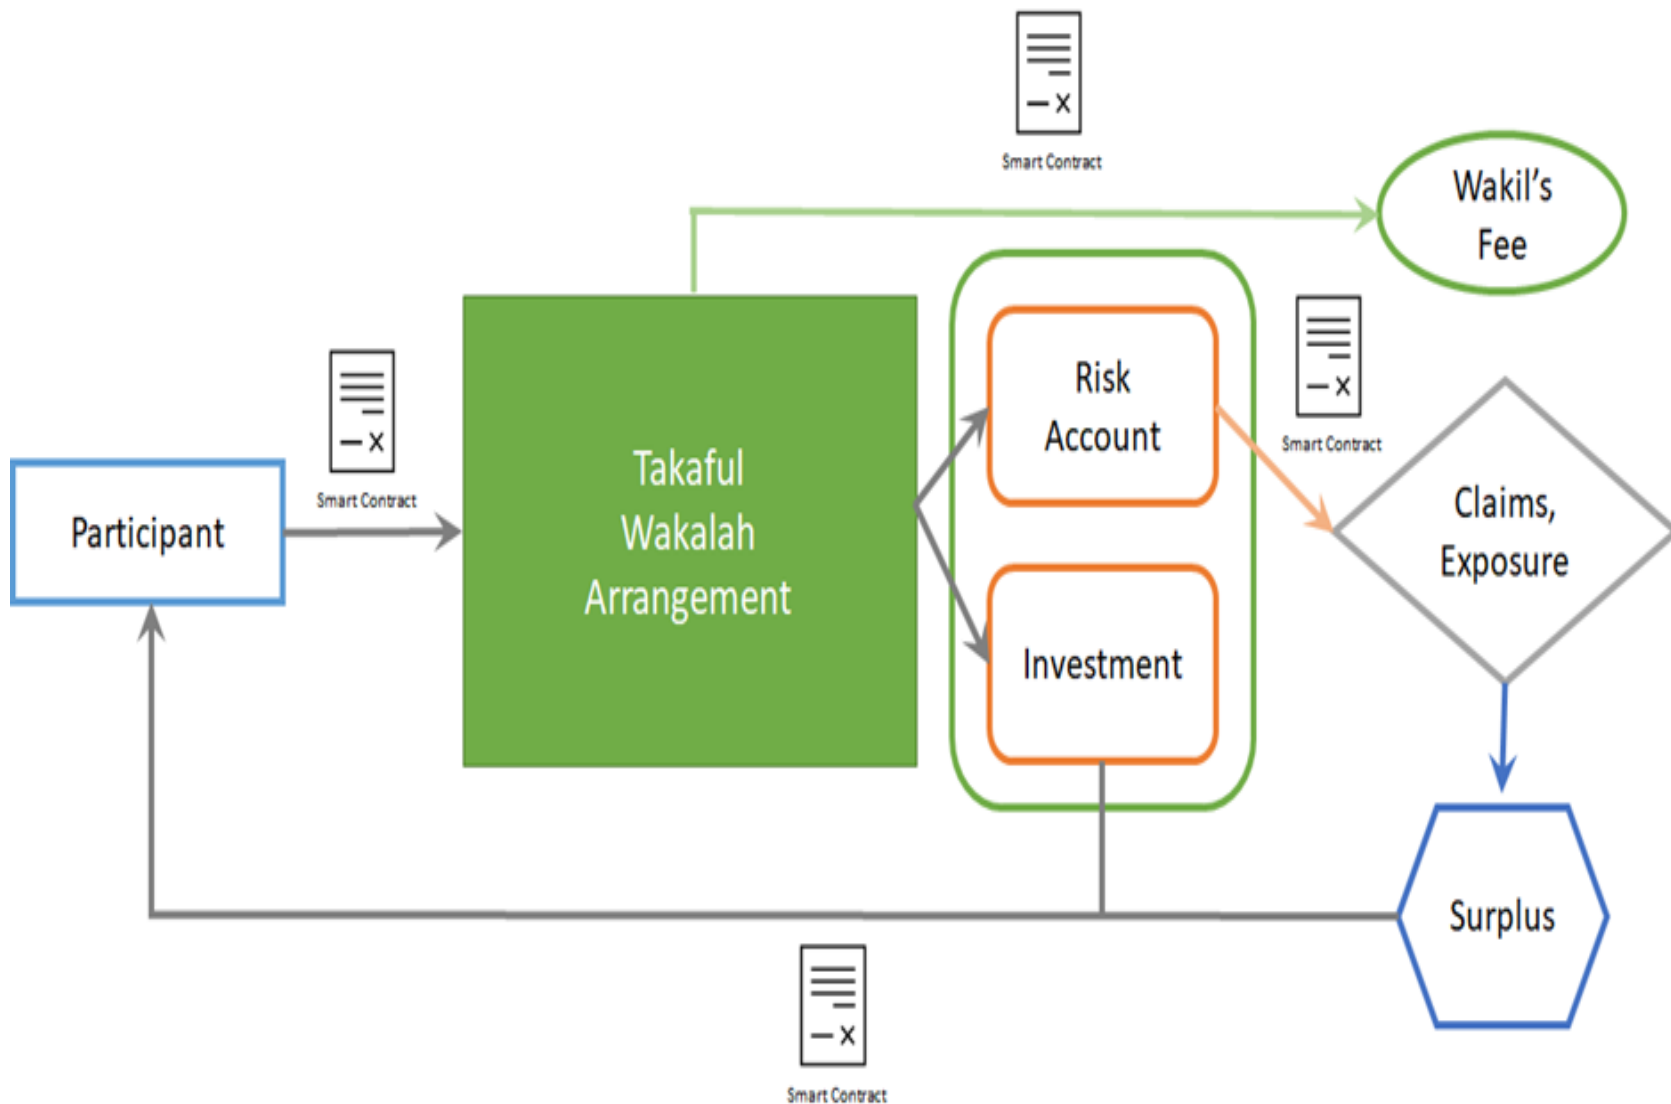 Smart Contract
Wakil's
Fee
Smart Contract
Risk
Account
Smart Contract
Participant
Takaful
Wakalah
Arrangement
Claims,
Exposure
Investment
Surplus
Smart Contract